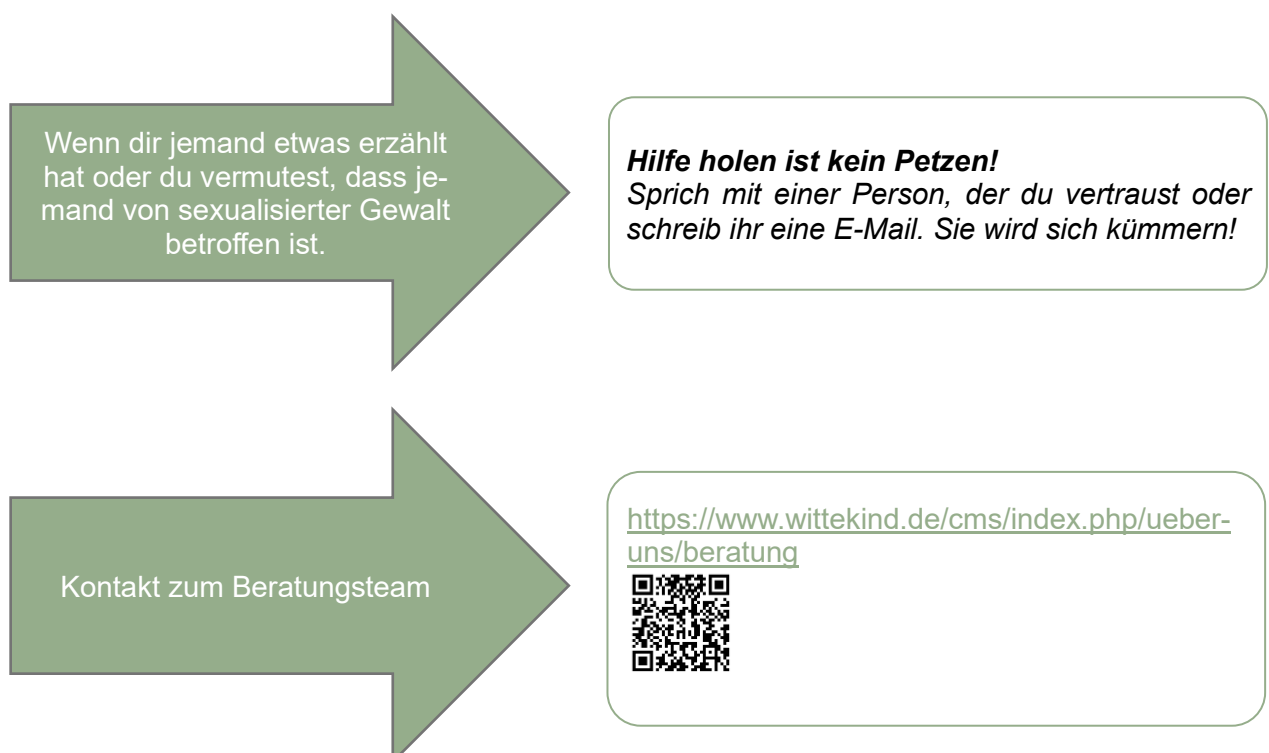 Wenn dir jemand etwas erzählt
hat oder du vermutest, dass je-
mand von sexualisierter Gewalt
betroffen ist.
Hilfe holen ist kein Petzen!
Sprich mit einer Person, der du vertraust oder
schreib ihr eine E-Mail. Sie wird sich kümmern!
Kontakt zum Beratungsteam
https://www.wittekind.de/cms/index.php/ueber-
uns/beratung